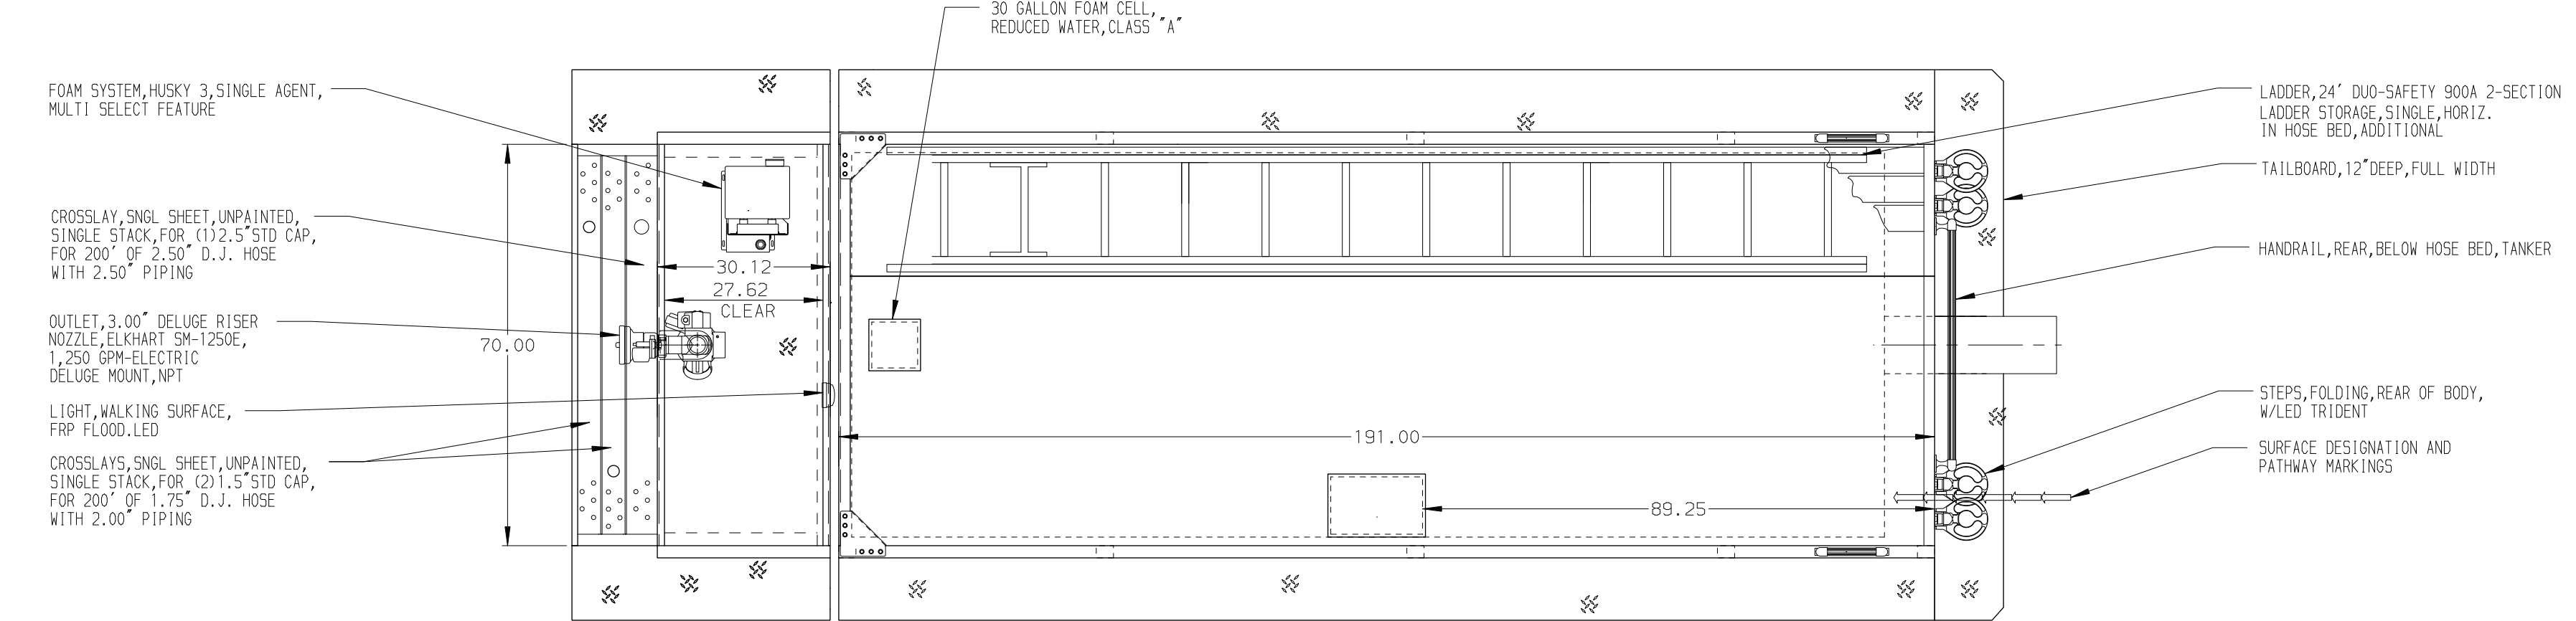 30 GALLON FOAM CELL,
REDUCED WATER,CLASS "A"
FOAM SYSTEM,HUSKY 3,SINGLE AGENT,
MULTI SELECT FEATURE
CROSSLAY,SNGL SHEET,UNPAINTED,
SINGLE STACK,FOR (1)2.5"STD CAP,
FOR 200' OF 2.50" D.J. HOSE
WITH 2.50" PIPING
OUTLET,3.00" DELUGE RISER
NOZZLE,ELKHART SM-1250E,
1,250 GPM-ELECTRIC
DELUGE MOUNT,NPT
LIGHT,WALKING SURFACE,
FRP FLOOD.LED
CROSSLAYS,SNGL SHEET,UNPAINTED,
SINGLE STACK,FOR (2)1.5"STD CAP,
FOR 200' OF 1.75" D.J. HOSE
WITH 2.00" PIPING
70.00
30.12
27.62
CLEAR
191.00
89.25
LADDER,24' DUO-SAFETY 900A 2-SECTION
LADDER STORAGE,SINGLE,HORIZ.
IN HOSE BED,ADDITIONAL
TAILBOARD,12"DEEP,FULL WIDTH
HANDRAIL,REAR,BELOW HOSE BED,TANKER
STEPS,FOLDING,REAR OF BODY,
W/LED TRIDENT
SURFACE DESIGNATION AND
PATHWAY MARKINGS